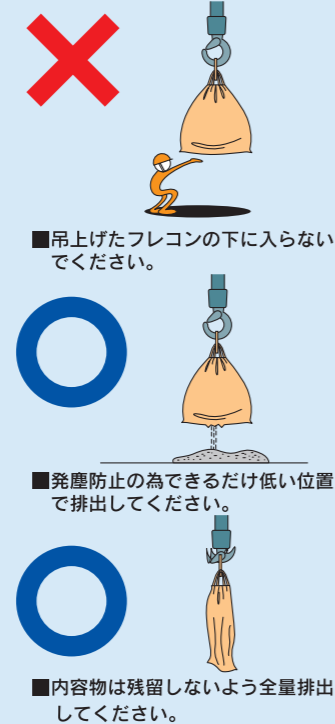 ■吊上げたフレコンの下に入らない
でください。
■発塵防止の為できるだけ低い位置
で排出してください。
■内容物は残留しないよう全量排出
してください。